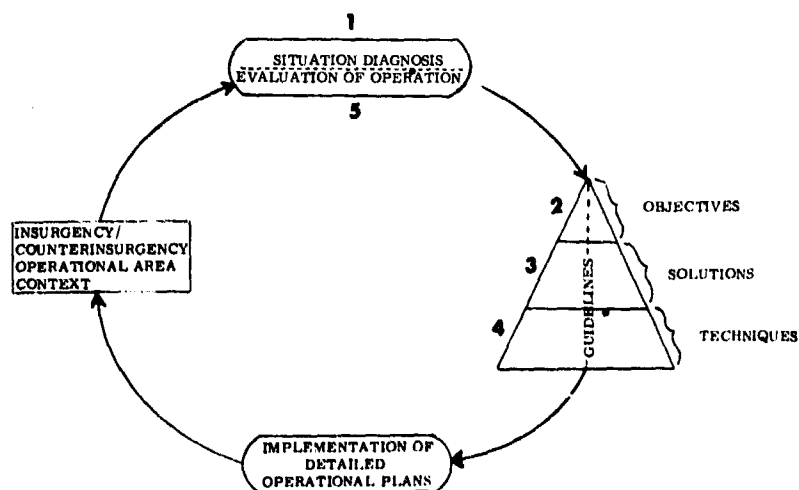 1
SITUATION DIAGNOSIS
EVALUATION OF OPERATION
5
2
OBJECTIVES
3
SOLUTIONS
4
TECHNIQUES
GUIDELINES
INSURGENCY/
COUNTERINSURGENCY
OPERATIONAL AREA
CONTEXT
IMPLEMENTATION OF
DETAILED
OPERATIONAL PLANS